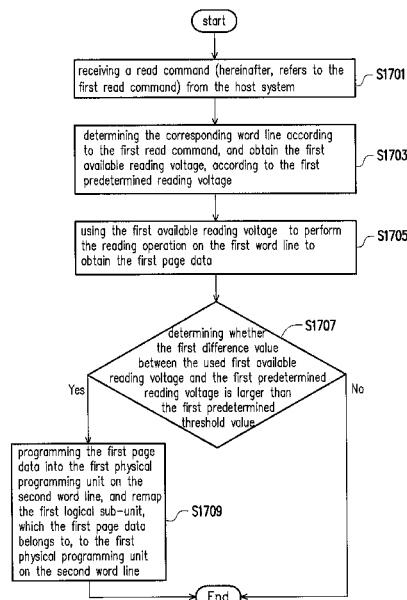 start
receiving a read command (hereinafter, refers to the
first read command) from the host system
S1701
determining the corresponding word line according
to the first read command, and obtain the first
available reading voltage, according to the first
predetermined reading voltage
S1703
using the first available reading voltage to perform
the reading operation on the first word line to
obtain the first page data
S1705
determining whether
the first difference value
between the used first available
reading voltage and the first predetermined
reading voltage is larger than
the first predetermined
threshold value
S1707
Yes
No
programming the first page
data into the first physical
programming unit on the
second word line, and remap
the first logical sub-unit,
which the first page data
belongs to, to the first
physical programming unit
on the second word line
S1709
End